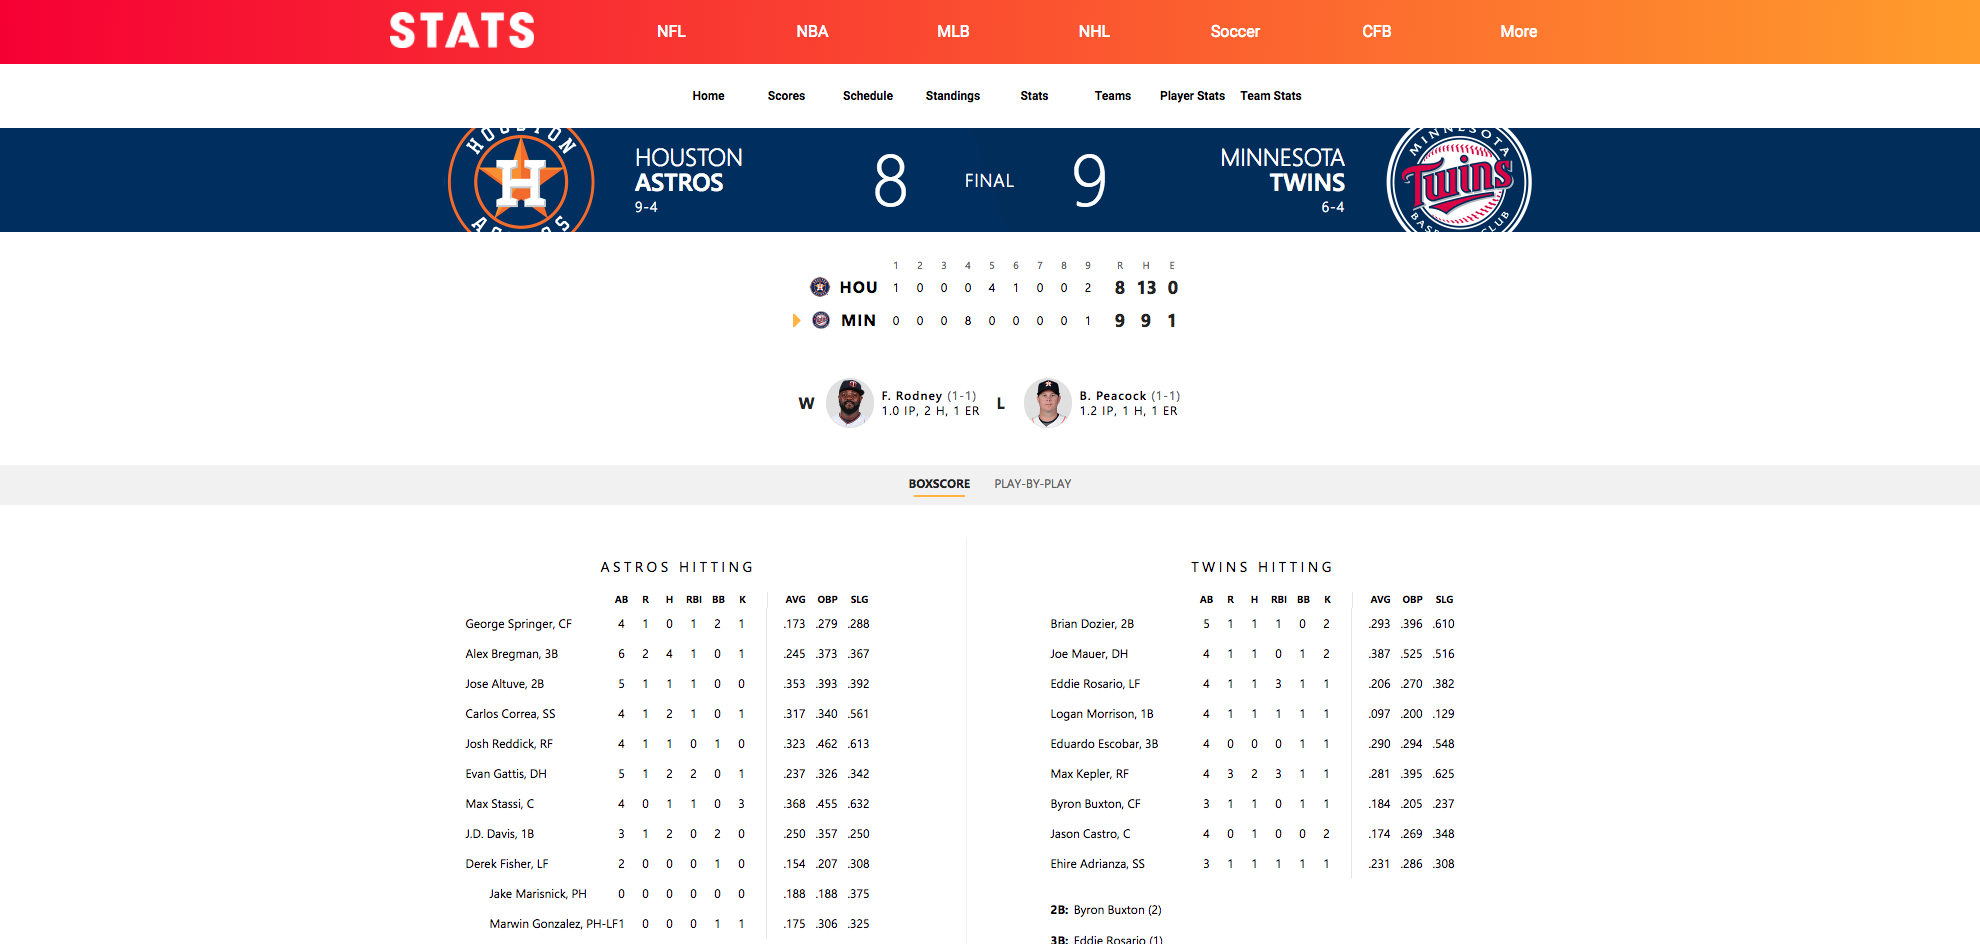 STATS NFL NBA MLB NHL Soccer CFB More
Home Scores Schedule Standings Stats Teams Player Stats Team Stats
HOUSTON
ASTROS
9-4
HOUSTON
H
ASTROS
8 FINAL 9
MINNESOTA
TWINS
6-4
MINNESOTA
Twins
BASEBALL CLUB
1 2 3 4 5 6 7 8 9 R H E
HOU 1 0 0 0 4 1 0 0 2 8 13 0
MIN 0 0 0 8 0 0 0 0 1 9 9 1
W F. Rodney (1-1) L B. Peacock (1-1)
1.0 IP, 2 H, 1 ER 1.2 IP, 1 H, 1 ER
BOXSCORE PLAY-BY-PLAY
ASTROS HITTING
AB R H RBI BB K AVG OBP SLG
George Springer, CF 4 1 0 1 2 1 .173 .279 .288
Alex Bregman, 3B 6 2 4 1 0 1 .245 .373 .367
Jose Altuve, 2B 5 1 1 1 0 0 .353 .393 .392
Carlos Correa, SS 4 1 2 1 0 1 .317 .340 .561
Josh Reddick, RF 4 1 1 0 1 0 .323 .462 .613
Evan Gattis, DH 5 1 2 2 0 1 .237 .326 .342
Max Stassi, C 4 0 1 1 0 3 .368 .455 .632
J.D. Davis, 1B 3 1 2 0 2 0 .250 .357 .250
Derek Fisher, LF 2 0 0 0 1 0 .154 .207 .308
Jake Marisnick, PH 0 0 0 0 0 0 .188 .188 .375
Marwin Gonzalez, PH-LF 1 0 0 0 1 1 .175 .306 .325
TWINS HITTING
AB R H RBI BB K AVG OBP SLG
Brian Dozier, 2B 5 1 1 1 0 2 .293 .396 .610
Joe Mauer, DH 4 1 1 0 1 2 .387 .525 .516
Eddie Rosario, LF 4 1 1 3 1 1 .206 .270 .382
Logan Morrison, 1B 4 1 1 1 1 1 .097 .200 .129
Eduardo Escobar, 3B 4 0 0 0 1 1 .290 .294 .548
Max Kepler, RF 4 3 2 3 1 1 .281 .395 .625
Byron Buxton, CF 3 1 1 0 1 1 .184 .205 .237
Jason Castro, C 4 0 1 0 0 2 .174 .269 .348
Ehire Adrianza, SS 3 1 1 1 1 1 .231 .286 .308
2B: Byron Buxton (2)
3B: Eddie Rosario (1)